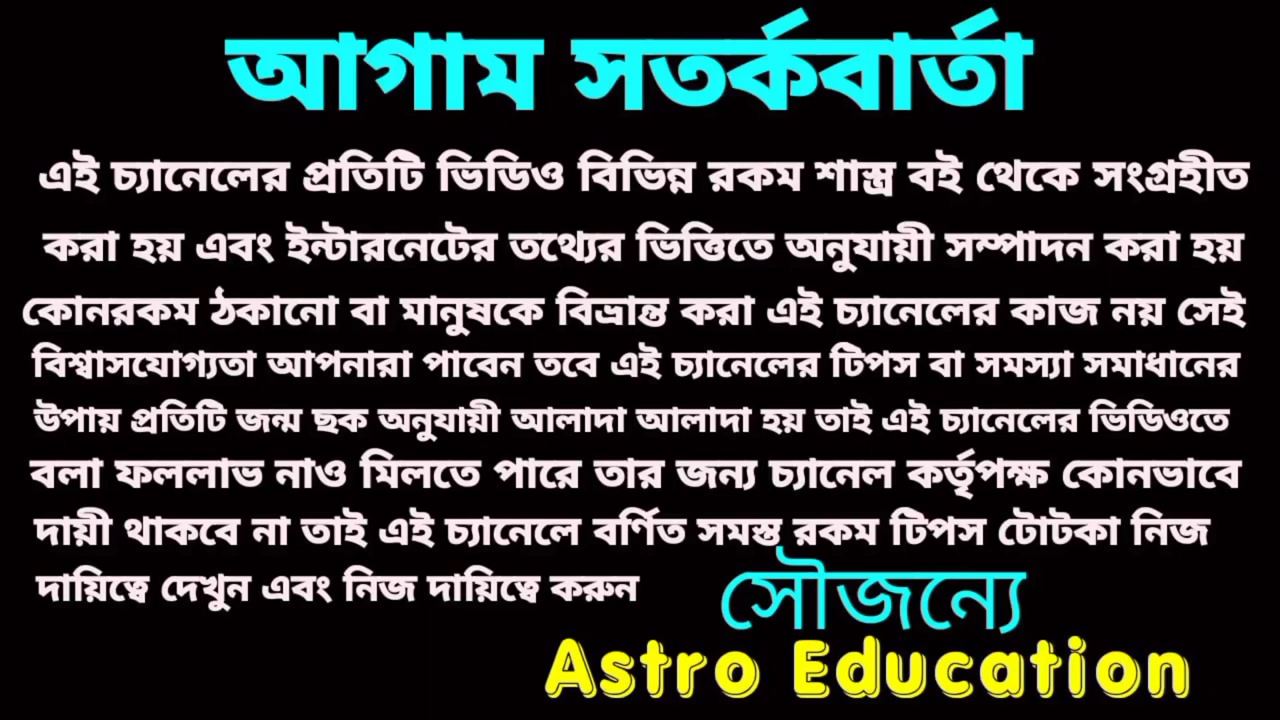 আগাম সতর্কবার্তা
এই চ্যানেলের প্রতিটি ভিডিও বিভিন্ন রকম শাস্ত্র বই থেকে সংগ্রহীত
করা হয় এবং ইন্টারনেটের তথ্যের ভিত্তিতে অনুযায়ী সম্পাদন করা হয়
কোনরকম ঠকানো বা মানুষকে বিভ্রান্ত করা এই চ্যানেলের কাজ নয় সেই
বিশ্বাসযোগ্যতা আপনারা পাবেন তবে এই চ্যানেলের টিপস বা সমস্যা সমাধানের
উপায় প্রতিটি জন্ম ছক অনুযায়ী আলাদা আলাদা হয় তাই এই চ্যানেলের ভিডিওতে
বলা ফললাভ নাও মিলতে পারে তার জন্য চ্যানেল কর্তৃপক্ষ কোনভাবে
দায়ী থাকবে না তাই এই চ্যানেলে বর্ণিত সমস্ত রকম টিপস টোটকা নিজ
দায়িত্বে দেখুন এবং নিজ দায়িত্বে করুন
সৌজন্যে
Astro Education